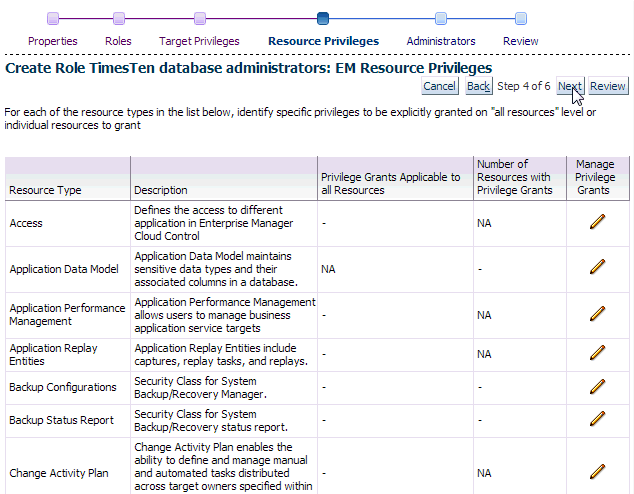 Properties Roles Target Privileges Resource Privileges Administrators Review
Create Role TimesTen database administrators: EM Resource Privileges
Cancel Back Step 4 of 6 Next Review
For each of the resource types in the list below, identify specific privileges to be explicitly granted on "all resources" level or
individual resources to grant
Resource Type
Description
Privilege Grants Applicable to
all Resources
Number of
Resources with
Privilege Grants
Manage
Privilege
Grants
Access
Defines the access to different
application in Enterprise Manager
Cloud Control
-
NA
Application Data Model
Application Data Model maintains
sensitive data types and their
associated columns in a database.
NA
-
Application Performance
Management
Application Performance Management
allows users to manage business
application service targets
-
NA
Application Replay
Entities
Application Replay Entities include
captures, replay tasks, and replays.
-
NA
Backup Configurations
Security Class for System
Backup/Recovery Manager.
-
-
Backup Status Report
Security Class for System
Backup/Recovery status report.
-
-
Change Activity Plan
Change Activity Plan enables the
ability to define and manage manual
and automated tasks distributed
across target owners specified within
-
NA